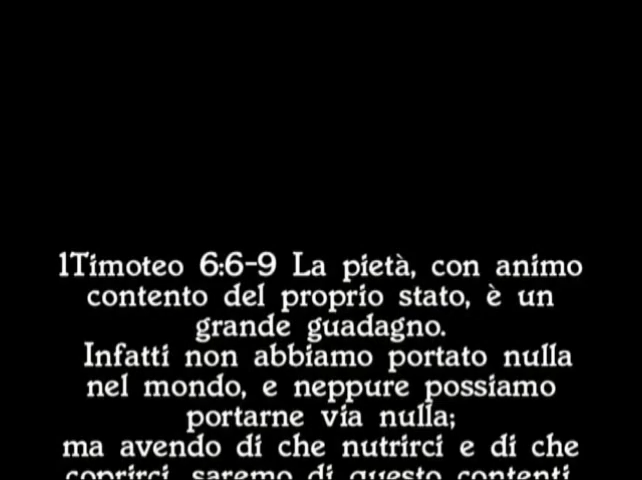 1Timoteo 6:6-9 La pietà, con animo
contento del proprio stato, è un
grande guadagno.
Infatti non abbiamo portato nulla
nel mondo, e neppure possiamo
portarne via nulla;
ma avendo di che nutrirci e di che
coprirci, saremo di questo contenti.